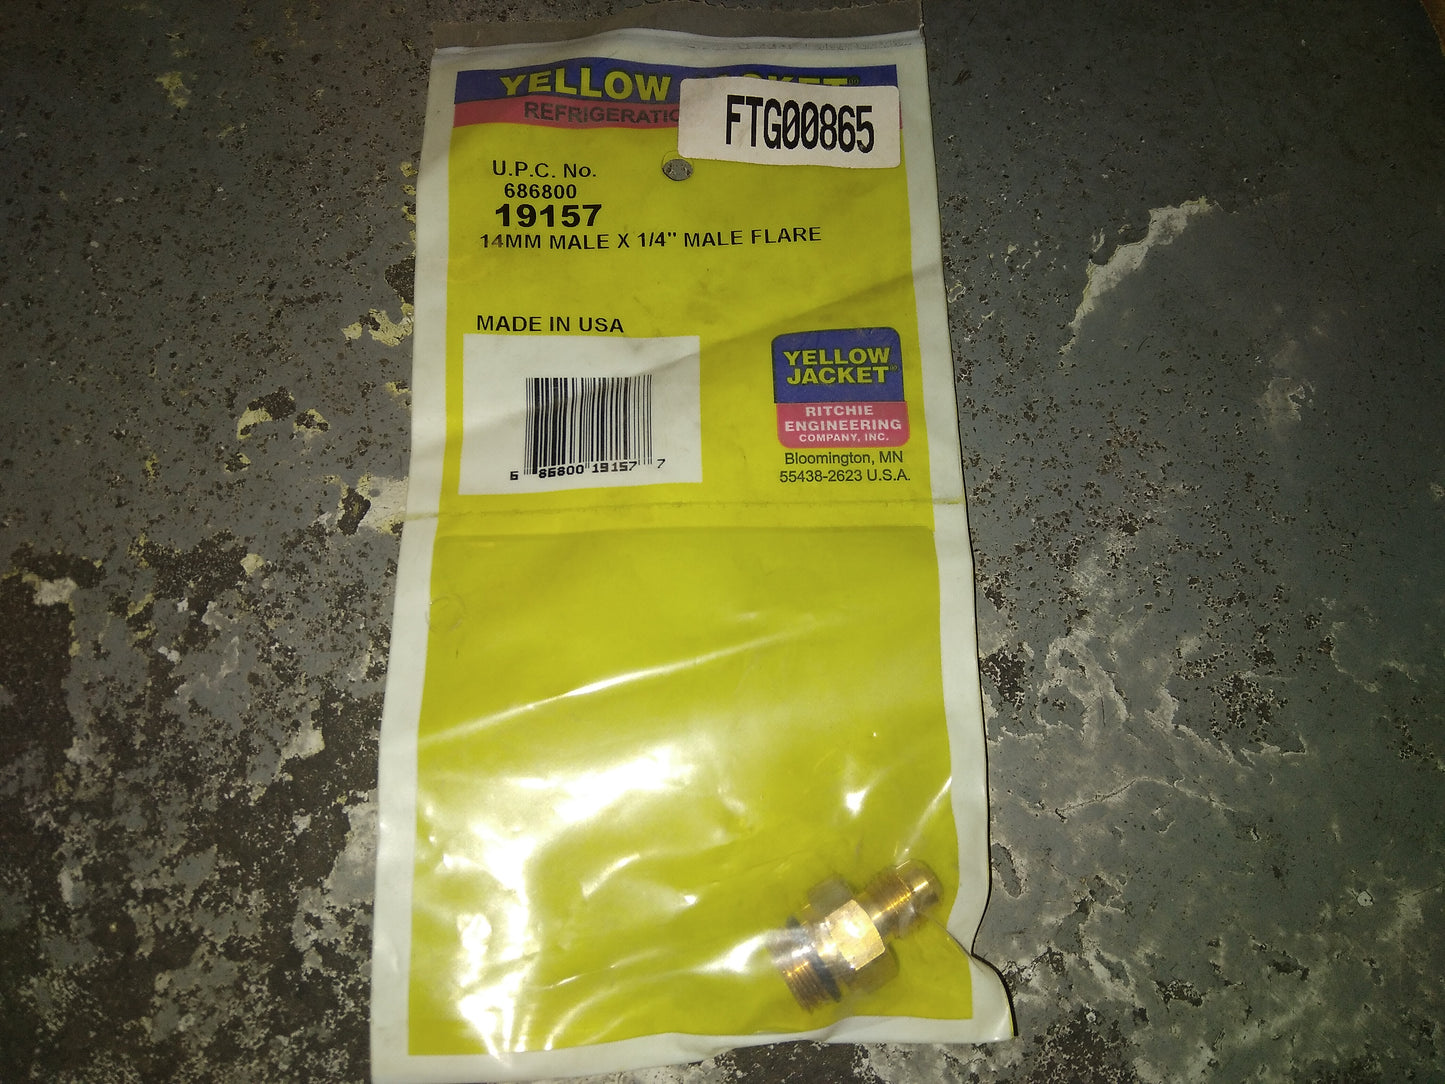 YELLOW
REFRIGERATIO
FTG00865
U.P.C. No.
686800
19157
14MM MALE X 1/4" MALE FLARE
MADE IN USA
6 86800 19157 7
YELLOW
JACKET
RITCHIE
ENGINEERING
COMPANY, INC.
Bloomington, MN
55438-2623 U.S.A.